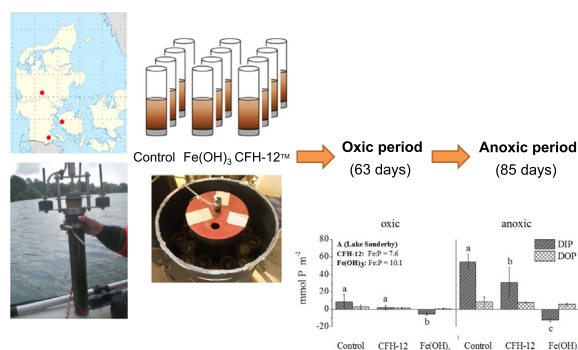 Control Fe(OH)₃ CFH-12™
Oxic period
(63 days)
Anoxic period
(85 days)
oxic
anoxic
80
60
40
20
0
-20
mmol P m⁻²
A (Lake Sønderby)
CFH-12: Fe:P = 7.6
Fe(OH)₃: Fe:P = 10.1
a
a
b
a
b
c
DIP
DOP
Control CFH-12 Fe(OH)₃ Control CFH-12 Fe(OH)